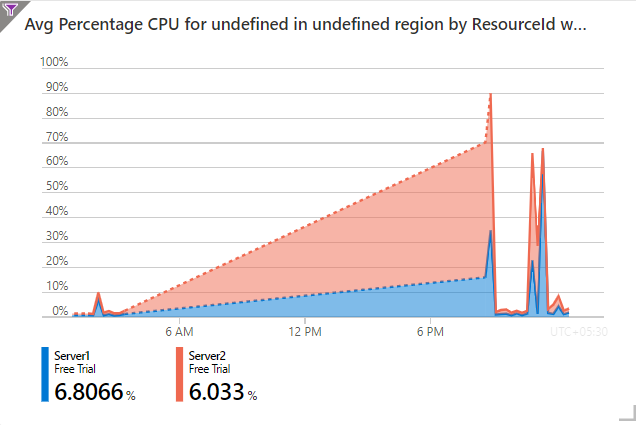 Avg Percentage CPU for undefined in undefined region by ResourceId w...
100%
90%
80%
70%
60%
50%
40%
30%
20%
10%
0%
6 AM
12 PM
6 PM
UTC+05:30
Server1
Free Trial
6.8066 %
Server2
Free Trial
6.033 %